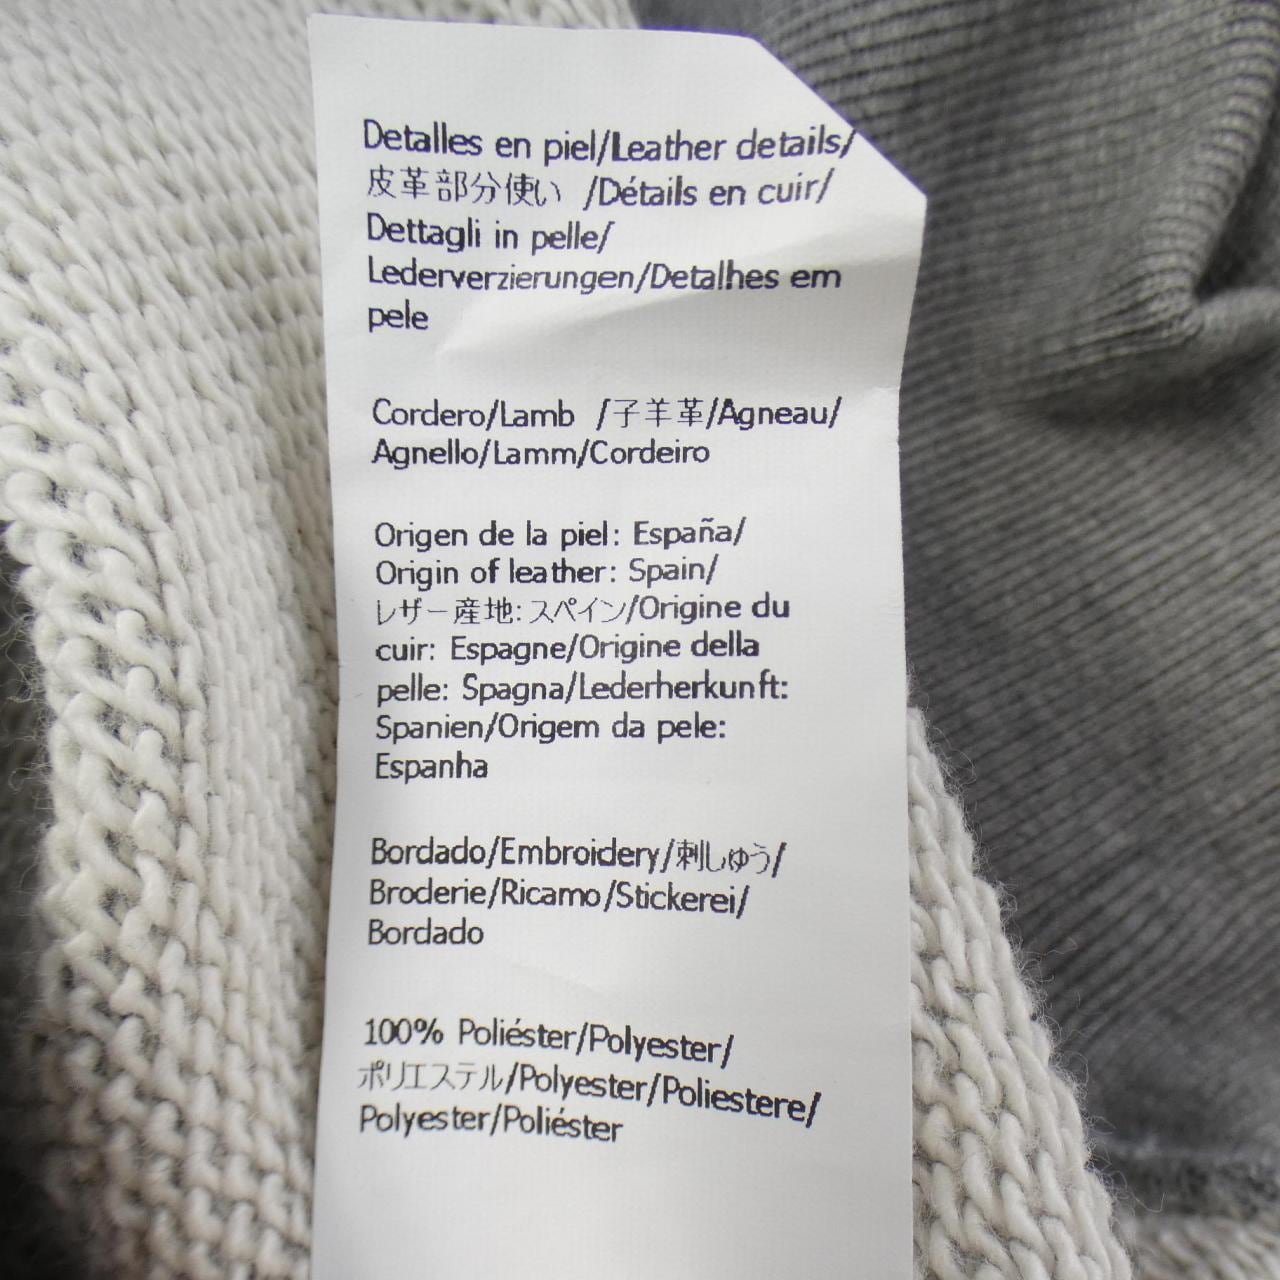 Detalles en piel/Leather details/
皮革部分使い /Détails en cuir/
Dettagli in pelle/
Lederverzierungen/Detalhes em
pele
Cordero/Lamb /子羊革/Agneau/
Agnello/Lamm/Cordeiro
Origen de la piel: España/
Origin of leather: Spain/
レザー産地: スペイン/Origine du
cuir: Espagne/Origine della
pelle: Spagna/Lederherkunft:
Spanien/Origem da pele:
Espanha
Bordado/Embroidery/刺しゅう/
Broderie/Ricamo/Stickerei/
Bordado
100% Poliéster/Polyester/
ポリエステル/Polyester/Poliestere/
Polyester/Poliéster